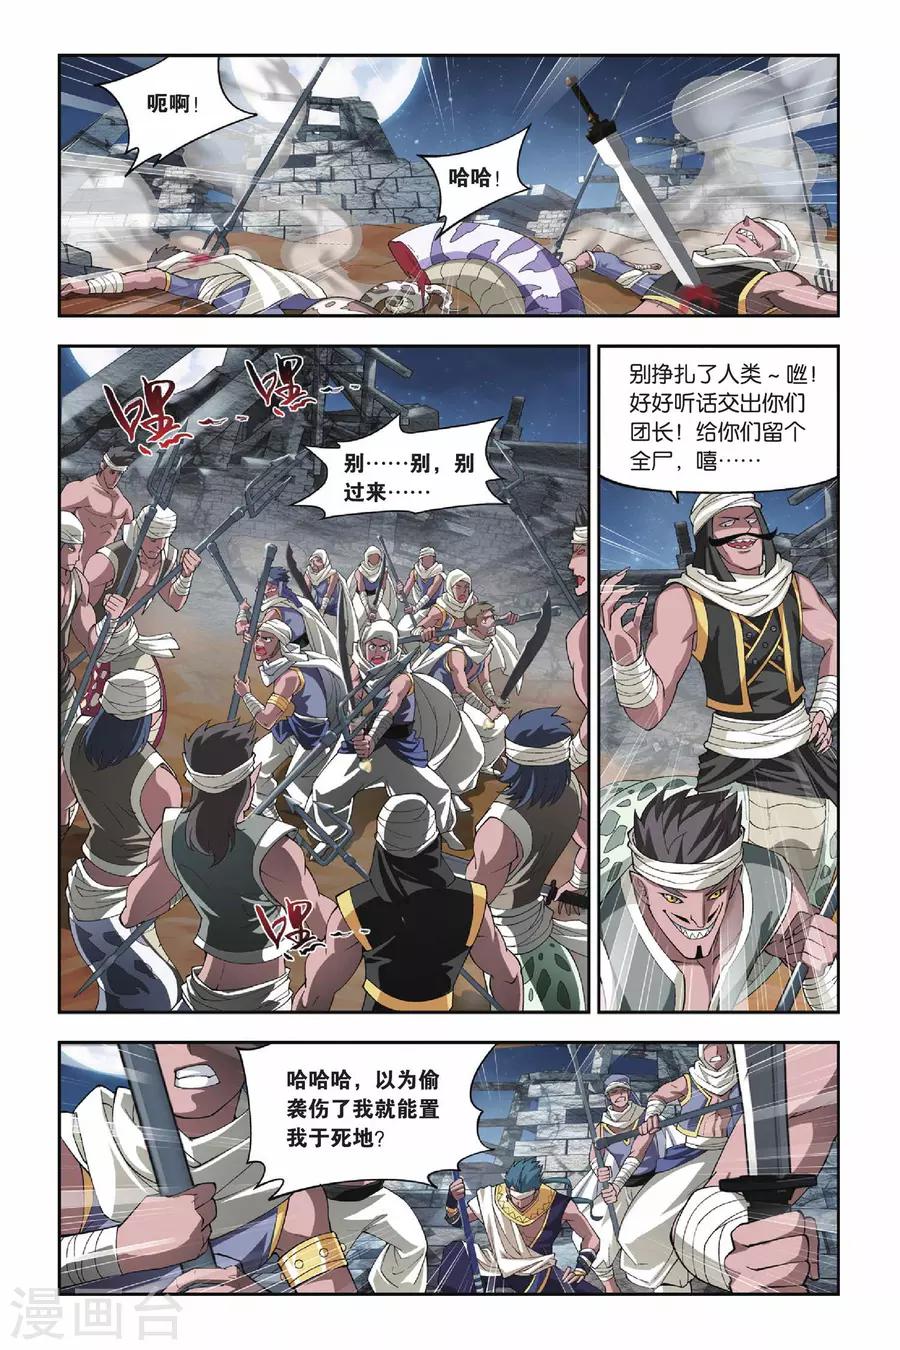 呃啊！
哈哈！
嘿~
嘿~
别……别，别
过来……
嘿~
别挣扎了人类～咝！
好好听话交出你们
团长！给你们留个
全尸，嘻……
哈哈哈，以为偷
袭伤了我就能置
我于死地？
漫画台